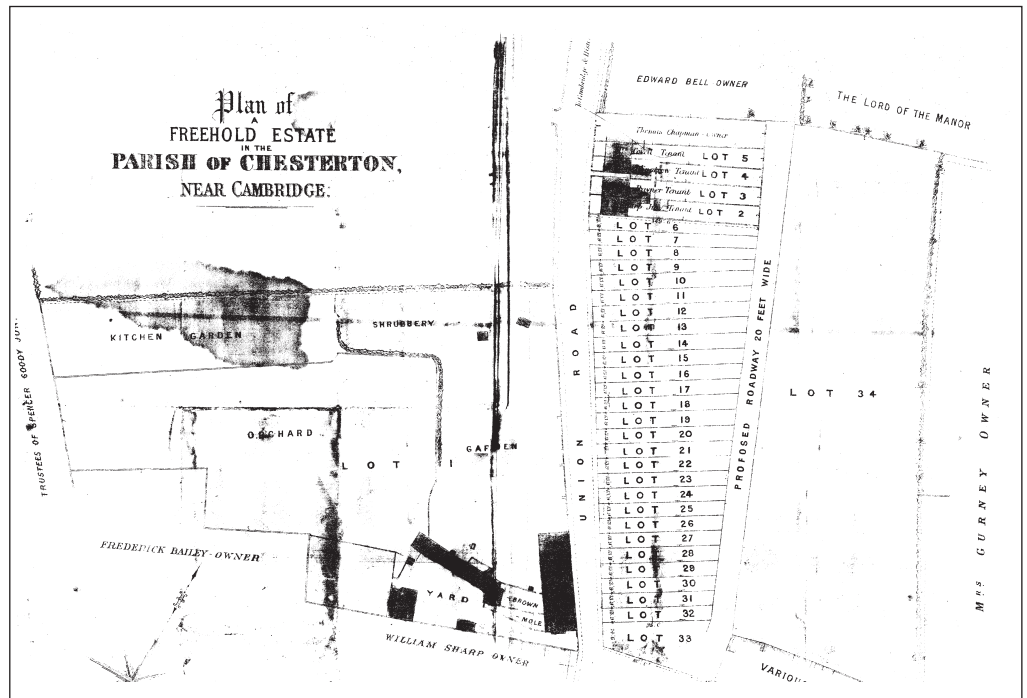 Plan of
A
FREEHOLD ESTATE
IN THE
PARISH OF CHESTERTON,
NEAR CAMBRIDGE.
EDWARD BELL OWNER
THE LORD OF THE MANOR
Thomas Chapman Owner
Tenant LOT 5
Tenant LOT 4
Tenant LOT 3
Tenant LOT 2
LOT 6
LOT 7
LOT 8
LOT 9
LOT 10
LOT 11
LOT 12
LOT 13
LOT 14
LOT 15
LOT 16
LOT 17
LOT 18
LOT 19
LOT 20
LOT 21
LOT 22
LOT 23
LOT 24
LOT 25
LOT 26
LOT 27
LOT 28
LOT 28
LOT 30
LOT 31
LOT 32
LOT 33
UNION ROAD
PROPOSED ROADWAY 20 FEET WIDE
LOT 34
MRS GURNEY OWNER
KITCHEN GARDEN
SHRUBBERY
TRUSTEES OF SPENCER GOODY
ORCHARD
GARDEN
LOT 1
FREDERICK BAILEY OWNER
YARD
WILLIAM SHARP OWNER